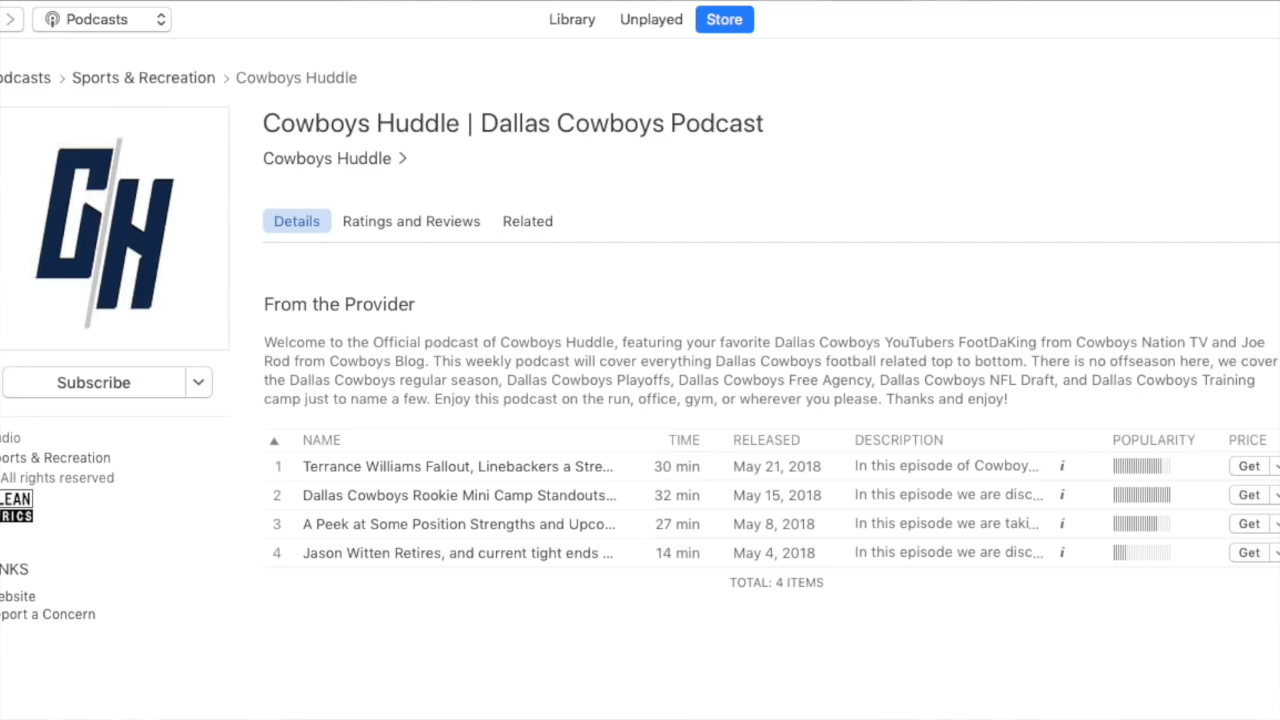 Podcasts
Library Unplayed Store
odcasts > Sports & Recreation > Cowboys Huddle
CH
Cowboys Huddle | Dallas Cowboys Podcast
Cowboys Huddle >
Details Ratings and Reviews Related
From the Provider
Welcome to the Official podcast of Cowboys Huddle, featuring your favorite Dallas Cowboys YouTubers FootDaKing from Cowboys Nation TV and Joe
Rod from Cowboys Blog. This weekly podcast will cover everything Dallas Cowboys football related top to bottom. There is no offseason here, we cover
the Dallas Cowboys regular season, Dallas Cowboys Playoffs, Dallas Cowboys Free Agency, Dallas Cowboys NFL Draft, and Dallas Cowboys Training
camp just to name a few. Enjoy this podcast on the run, office, gym, or wherever you please. Thanks and enjoy!
Subscribe
udio
orts & Recreation
All rights reserved
LEAN
RICS
NKS
ebsite
port a Concern
▲ NAME TIME RELEASED DESCRIPTION POPULARITY PRICE
1 Terrance Williams Fallout, Linebackers a Stre... 30 min May 21, 2018 In this episode of Cowboy... i Get
2 Dallas Cowboys Rookie Mini Camp Standouts... 32 min May 15, 2018 In this episode we are disc... i Get
3 A Peek at Some Position Strengths and Upco... 27 min May 8, 2018 In this episode we are taki... i Get
4 Jason Witten Retires, and current tight ends ... 14 min May 4, 2018 In this episode we are disc... i Get
TOTAL: 4 ITEMS